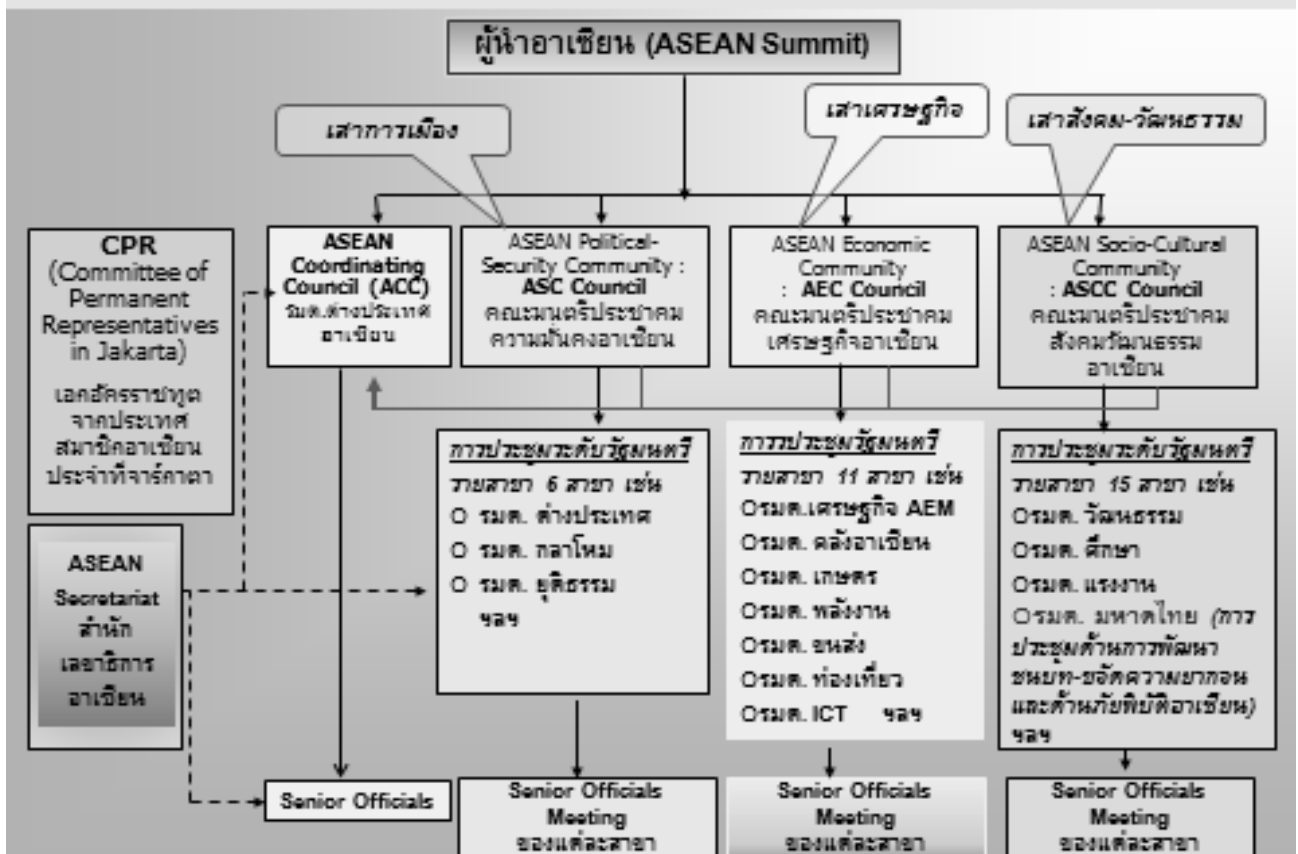 ผู้นำอาเซียน (ASEAN Summit)
เสาการเมือง
เสาเศรษฐกิจ
เสาสังคม-วัฒนธรรม
CPR
(Committee of
Permanent
Representatives
in Jakarta)
เอกอัครราชทูต
จากประเทศ
สมาชิกอาเซียน
ประจำที่จาร์กาตา
ASEAN
Secretariat
สำนัก
เลขาธิการ
อาเซียน
ASEAN
Coordinating
Council (ACC)
รมต.ต่างประเทศ
อาเซียน
ASEAN Political-
Security Community :
ASC Council
คณะมนตรีประชาคม
ความมั่นคงอาเซียน
ASEAN Economic
Community
: AEC Council
คณะมนตรีประชาคม
เศรษฐกิจอาเซียน
ASEAN Socio-Cultural
Community
: ASCC Council
คณะมนตรีประชาคม
สังคมวัฒนธรรม
อาเซียน
การประชุมระดับรัฐมนตรี
รายสาขา 6 สาขา เช่น
O รมต. ต่างประเทศ
O รมต. กลาโหม
O รมต. ยุติธรรม
ฯลฯ
การประชุมรัฐมนตรี
รายสาขา 11 สาขา เช่น
Oรมต.เศรษฐกิจ AEM
Oรมต. คลังอาเซียน
Oรมต. เกษตร
Oรมต. พลังงาน
Oรมต. ขนส่ง
Oรมต. ท่องเที่ยว
Oรมต. ICT ฯลฯ
การประชุมระดับรัฐมนตรี
รายสาขา 15 สาขา เช่น
Oรมต. วัฒนธรรม
Oรมต. ศึกษา
Oรมต. แรงงาน
Oรมต. มหาดไทย (การ
ประชุมด้านการพัฒนา
ชนบท-ขจัดความยากจน
และด้านภัยพิบัติอาเซียน)
ฯลฯ
Senior Officials
Senior Officials
Meeting
ของแต่ละสาขา
Senior Officials
Meeting
ของแต่ละสาขา
Senior Officials
Meeting
ของแต่ละสาขา